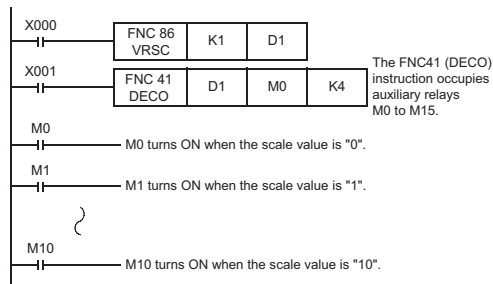 X000
FNC 86
VRSC
K1
D1
X001
FNC 41
DECO
D1
M0
K4
The FNC41 (DECO)
instruction occupies
auxiliary relays
M0 to M15.
M0
M0 turns ON when the scale value is "0".
M1
M1 turns ON when the scale value is "1".
M10
M10 turns ON when the scale value is "10".